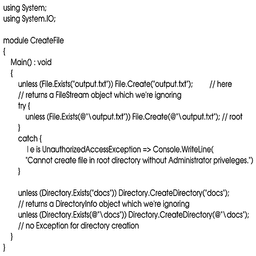 using System;
using System.IO;
module CreateFile
{
Main() : void
{
unless (File.Exists("output.txt")) File.Create("output.txt"); // here
// returns a FileStream object which we're ignoring
try {
unless (File.Exists(@"\output.txt")) File.Create(@"\output.txt"); // root
}
catch {
| e is UnauthorizedAccessException => Console.WriteLine(
"Cannot create file in root directory without Administrator priveleges.")
}
unless (Directory.Exists("docs")) Directory.CreateDirectory("docs");
// returns a DirectoryInfo object which we're ignoring
unless (Directory.Exists(@"\docs")) Directory.CreateDirectory(@"\docs");
// no Exception for directory creation
}
}